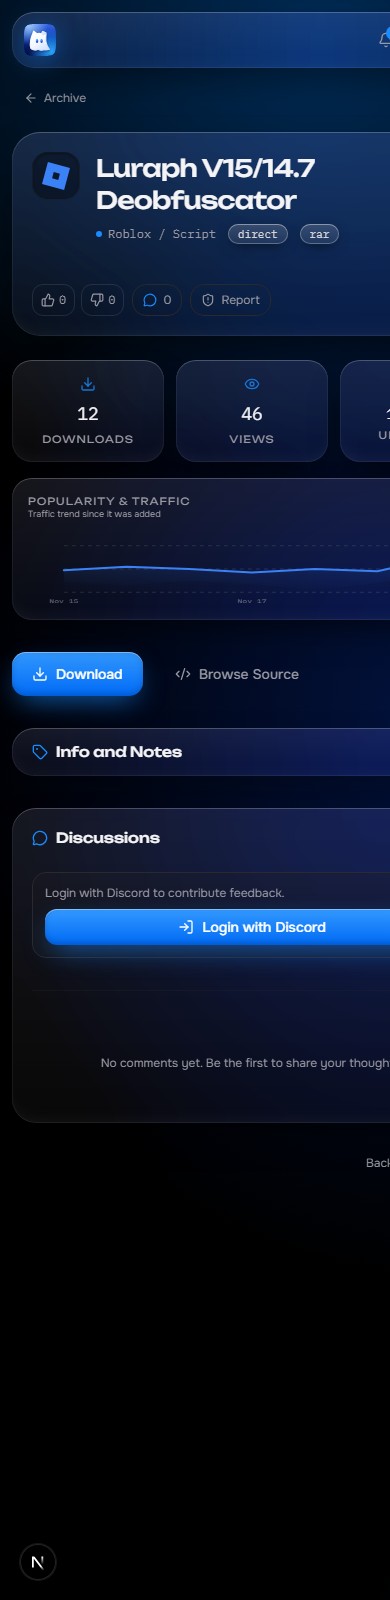 Archive
Luraph V15/14.7
Deobfuscator
Roblox / Script direct rar
0 0 0 Report
12 46
DOWNLOADS VIEWS
POPULARITY & TRAFFIC
Traffic trend since it was added
Nov 15 Nov 17
Download Browse Source
Info and Notes
Discussions
Login with Discord to contribute feedback.
Login with Discord
No comments yet. Be the first to share your though
Back
N